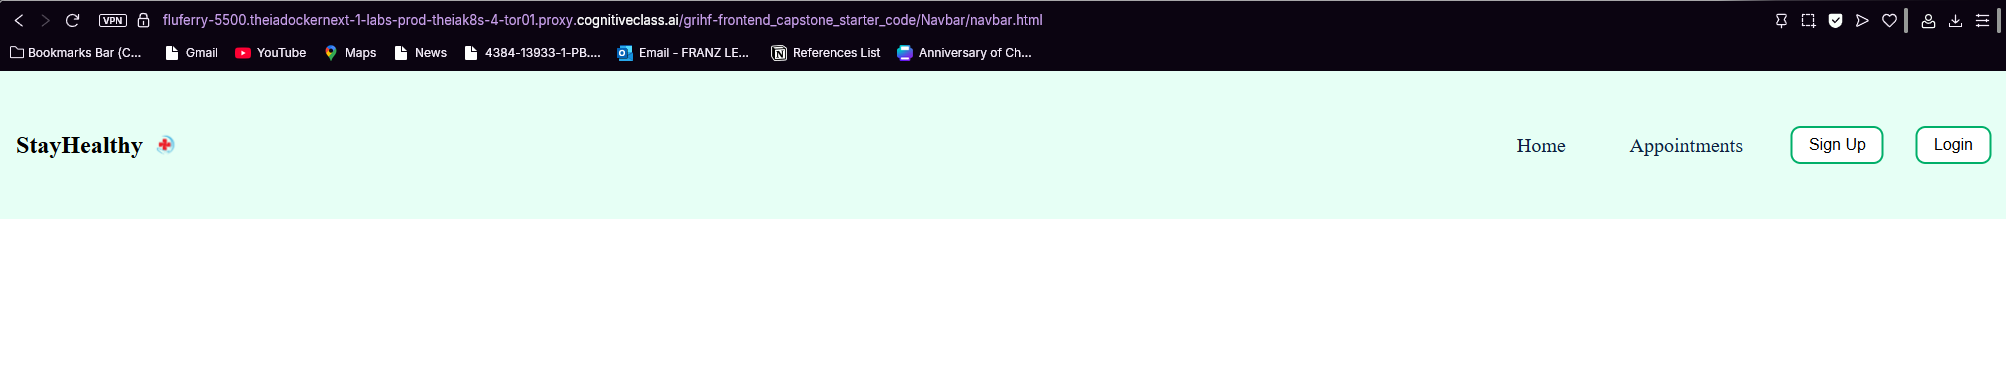 VPN fluferry-5500.theiadockernext-1-labs-prod-theiak8s-4-tor01.proxy.cognitiveclass.ai/grihf-frontend_capstone_starter_code/Navbar/navbar.html
Bookmarks Bar (C... Gmail YouTube Maps News 4384-13933-1-PB.... Email - FRANZ LE... References List Anniversary of Ch...
StayHealthy Home Appointments Sign Up Login